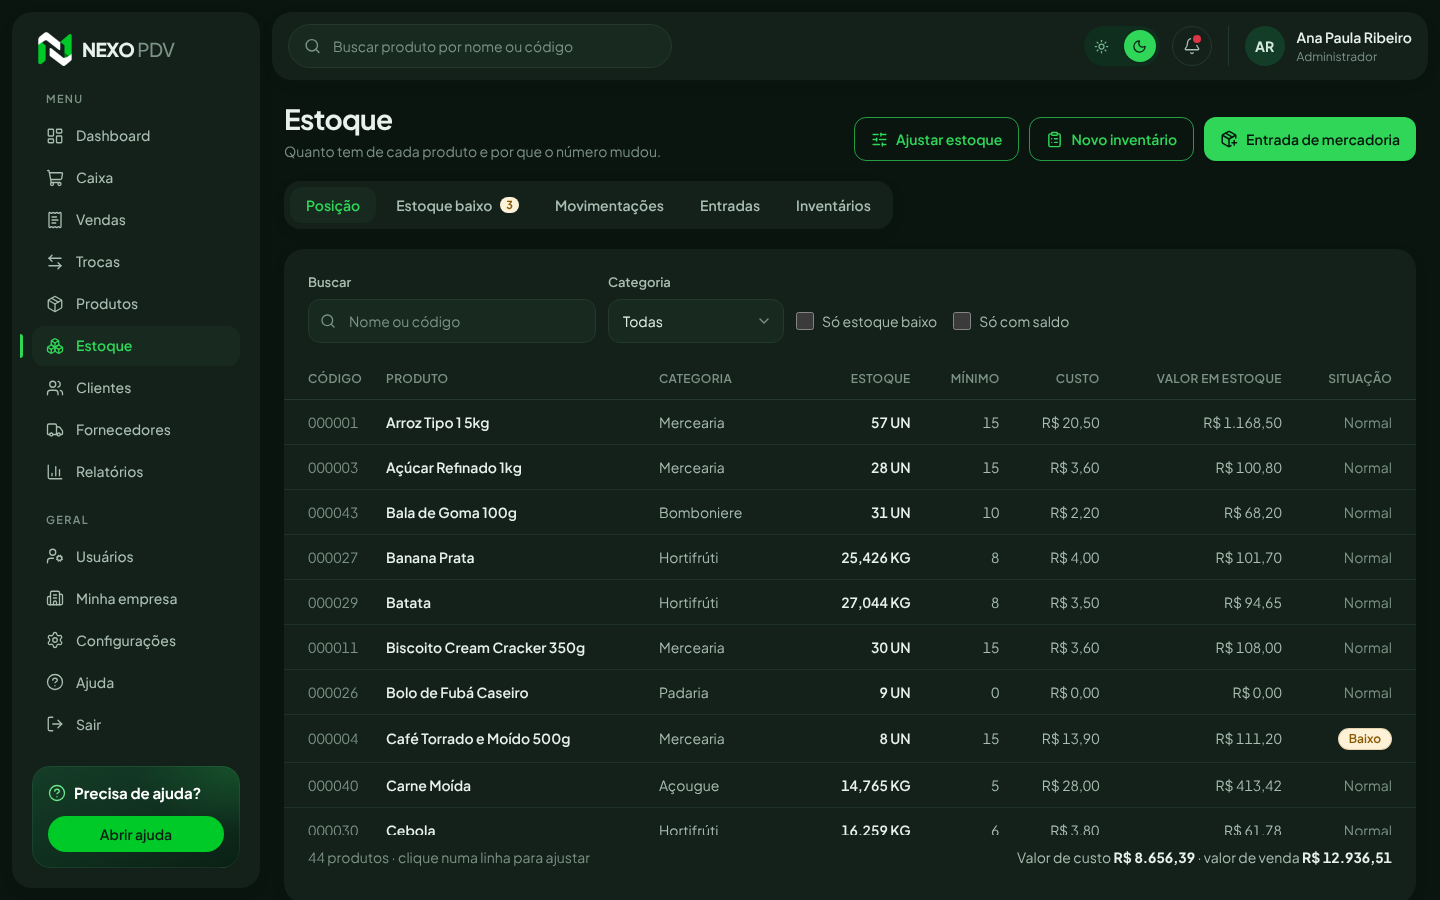 NEXO PDV
Buscar produto por nome ou código
AR
Ana Paula Ribeiro
Administrador
MENU
Dashboard
Caixa
Vendas
Trocas
Produtos
Estoque
Clientes
Fornecedores
Relatórios
GERAL
Usuários
Minha empresa
Configurações
Ajuda
Sair
Precisa de ajuda?
Abrir ajuda
Estoque
Quanto tem de cada produto e por que o número mudou.
Ajustar estoque
Novo inventário
Entrada de mercadoria
Posição Estoque baixo 3 Movimentações Entradas Inventários
Buscar Categoria
Nome ou código Todas Só estoque baixo Só com saldo
CÓDIGO PRODUTO CATEGORIA ESTOQUE MÍNIMO CUSTO VALOR EM ESTOQUE SITUAÇÃO
000001 Arroz Tipo 1 5kg Mercearia 57 UN 15 R$ 20,50 R$ 1.168,50 Normal
000003 Açúcar Refinado 1kg Mercearia 28 UN 15 R$ 3,60 R$ 100,80 Normal
000043 Bala de Goma 100g Bomboniere 31 UN 10 R$ 2,20 R$ 68,20 Normal
000027 Banana Prata Hortifrúti 25,426 KG 8 R$ 4,00 R$ 101,70 Normal
000029 Batata Hortifrúti 27,044 KG 8 R$ 3,50 R$ 94,65 Normal
000011 Biscoito Cream Cracker 350g Mercearia 30 UN 15 R$ 3,60 R$ 108,00 Normal
000026 Bolo de Fubá Caseiro Padaria 9 UN 0 R$ 0,00 R$ 0,00 Normal
000004 Café Torrado e Moído 500g Mercearia 8 UN 15 R$ 13,90 R$ 111,20 Baixo
000040 Carne Moída Açougue 14,765 KG 5 R$ 28,00 R$ 413,42 Normal
000030 Cebola Hortifrúti 16,259 KG 6 R$ 3,80 R$ 61,78 Normal
44 produtos · clique numa linha para ajustar
Valor de custo R$ 8.656,39 · valor de venda R$ 12.936,51